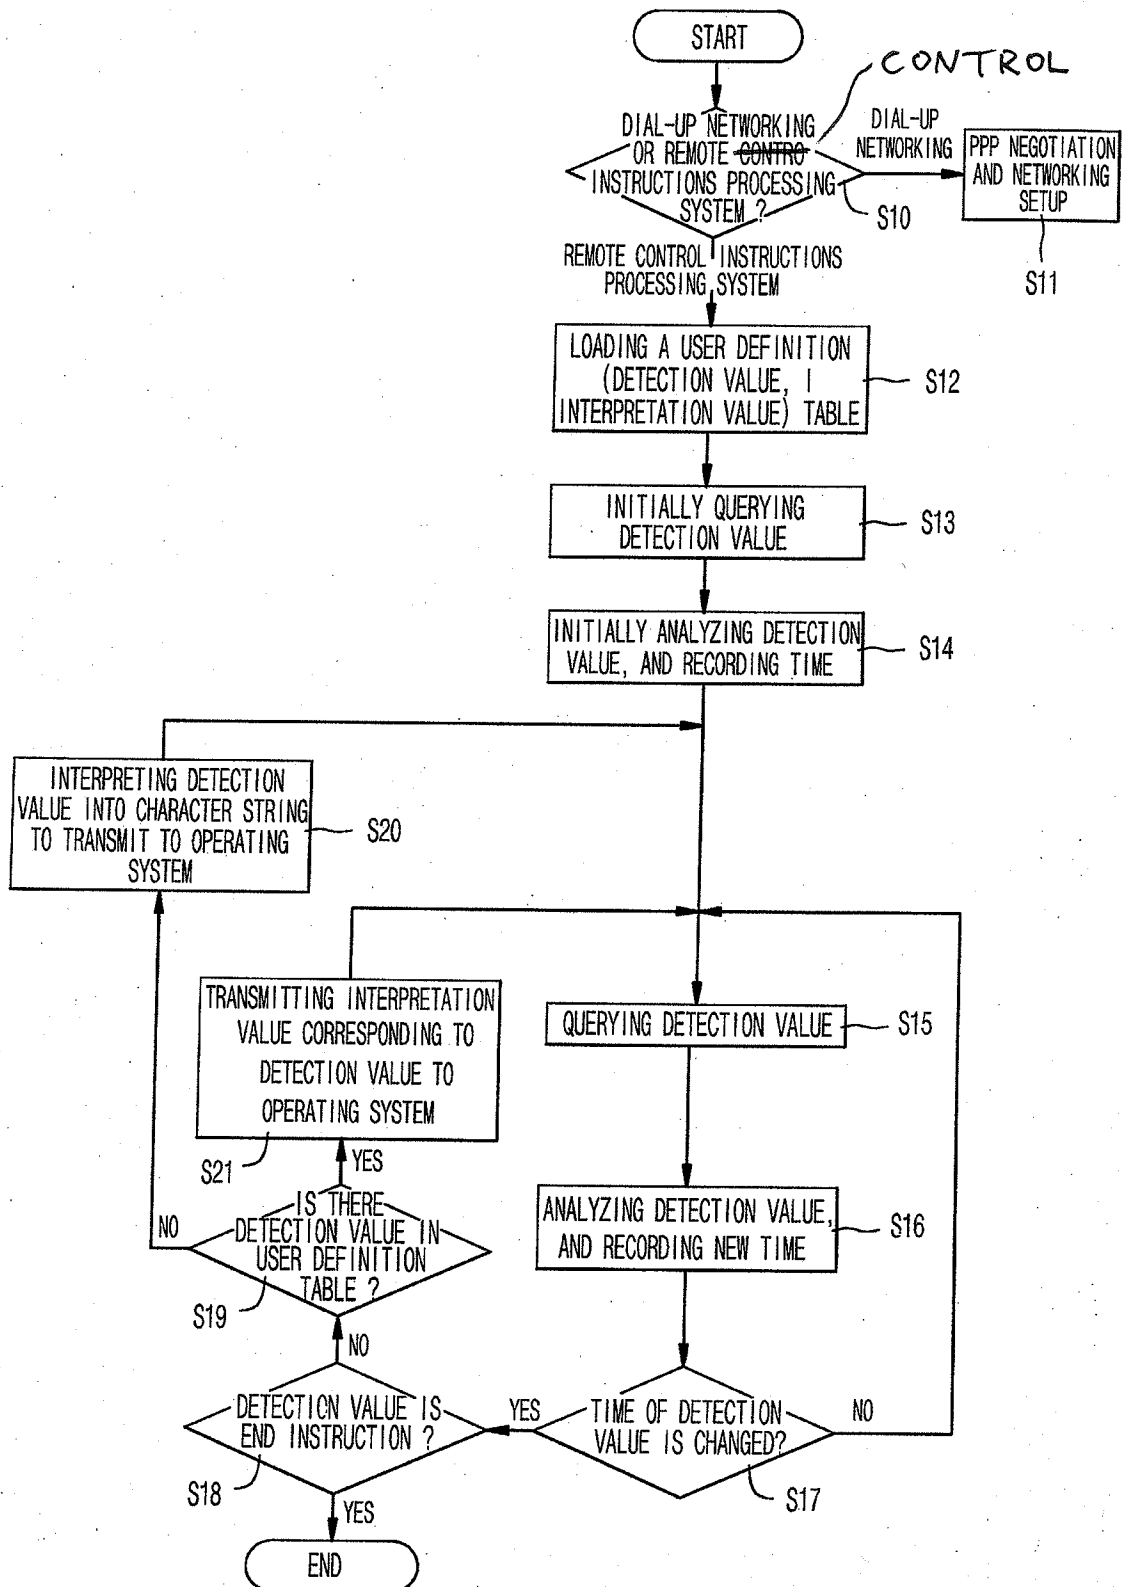 START
CONTROL
DIAL-UP NETWORKING
OR REMOTE CONTRO
INSTRUCTIONS PROCESSING
SYSTEM ?
S10
DIAL-UP
NETWORKING
PPP NEGOTIATION
AND NETWORKING
SETUP
S11
REMOTE CONTROL INSTRUCTIONS
PROCESSING SYSTEM
LOADING A USER DEFINITION
(DETECTION VALUE, I
INTERPRETATION VALUE) TABLE
S12
INITIALLY QUERYING
DETECTION VALUE
S13
INITIALLY ANALYZING DETECTION
VALUE, AND RECORDING TIME
S14
INTERPRETING DETECTION
VALUE INTO CHARACTER STRING
TO TRANSMIT TO OPERATING
SYSTEM
S20
TRANSMITTING INTERPRETATION
VALUE CORRESPONDING TO
DETECTION VALUE TO
OPERATING SYSTEM
S21
YES
QUERYING DETECTION VALUE
S15
ANALYZING DETECTION VALUE,
AND RECORDING NEW TIME
S16
NO
IS THERE
DETECTION VALUE IN
USER DEFINITION
TABLE ?
S19
NO
DETECTION VALUE IS
END INSTRUCTION ?
S18
YES
TIME OF DETECTION
VALUE IS CHANGED?
NO
S17
YES
END